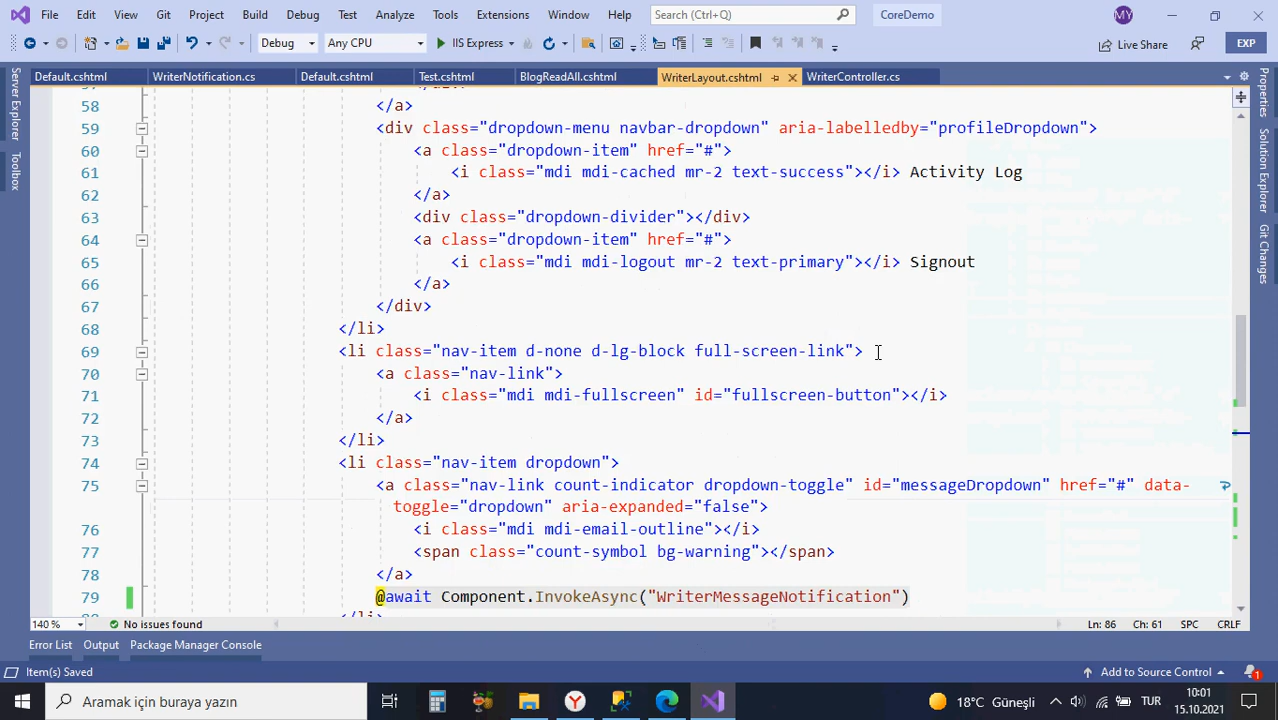 File Edit View Git Project Build Debug Test Analyze Tools Extensions Window Help Search (Ctrl+Q) CoreDemo MY
Debug Any CPU IIS Express Live Share EXP
Default.cshtml WriterNotification.cs Default.cshtml Test.cshtml BlogReadAll.cshtml WriterLayout.cshtml WriterController.cs
Server Explorer
Toolbox
Properties
Solution Explorer
Git Changes
58 </a>
59 <div class="dropdown-menu navbar-dropdown" aria-labelledby="profileDropdown">
60 <a class="dropdown-item" href="#">
61 <i class="mdi mdi-cached mr-2 text-success"></i> Activity Log
62 </a>
63 <div class="dropdown-divider"></div>
64 <a class="dropdown-item" href="#">
65 <i class="mdi mdi-logout mr-2 text-primary"></i> Signout
66 </a>
67 </div>
68 </li>
69 <li class="nav-item d-none d-lg-block full-screen-link">
70 <a class="nav-link">
71 <i class="mdi mdi-fullscreen" id="fullscreen-button"></i>
72 </a>
73 </li>
74 <li class="nav-item dropdown">
75 <a class="nav-link count-indicator dropdown-toggle" id="messageDropdown" href="#" data-
toggle="dropdown" aria-expanded="false">
76 <i class="mdi mdi-email-outline"></i>
77 <span class="count-symbol bg-warning"></span>
78 </a>
79 @await Component.InvokeAsync("WriterMessageNotification")
140 % No issues found Ln: 86 Ch: 61 SPC CRLF
Error List Output Package Manager Console
Item(s) Saved Add to Source Control 1
Aramak için buraya yazın 18°C Güneşli TUR 10:01
15.10.2021